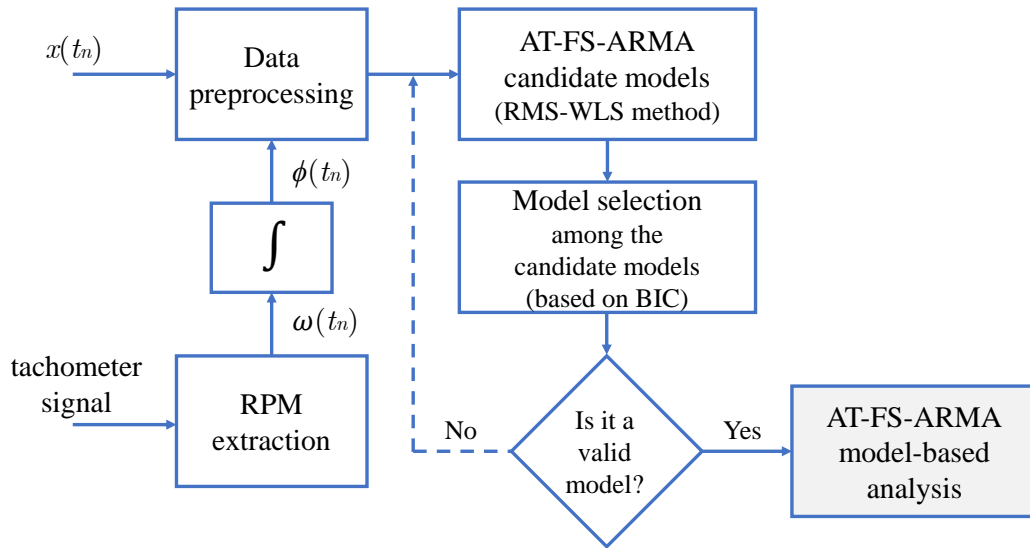 x(tn)
Data
preprocessing
ϕ(tn)
∫
ω(tn)
tachometer
signal
RPM
extraction
AT-FS-ARMA
candidate models
(RMS-WLS method)
Model selection
among the
candidate models
(based on BIC)
Is it a
valid
model?
No
Yes
AT-FS-ARMA
model-based
analysis